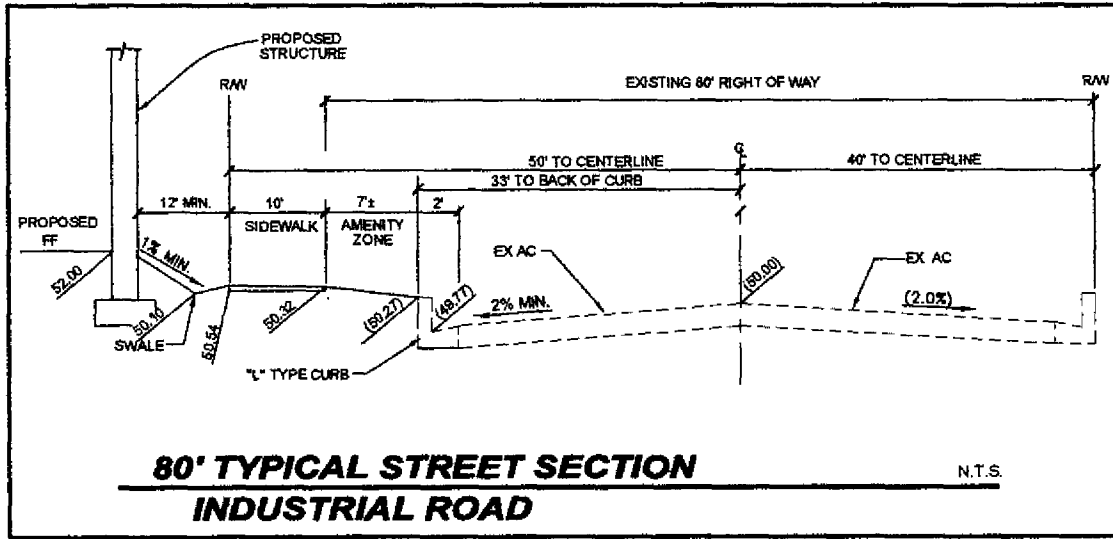 PROPOSED
STRUCTURE
R/W
EXISTING 80' RIGHT OF WAY
R/W
℄
50' TO CENTERLINE
40' TO CENTERLINE
33' TO BACK OF CURB
12' MIN.
10'
7'±
2'
PROPOSED
FF
SIDEWALK
AMENITY
ZONE
1% MIN.
EX AC
EX AC
52.00
50.10
50.54
50.32
(50.27)
(49.77)
2% MIN.
(50.00)
(2.0%)
SWALE
"L" TYPE CURB
80' TYPICAL STREET SECTION
N.T.S.
INDUSTRIAL ROAD